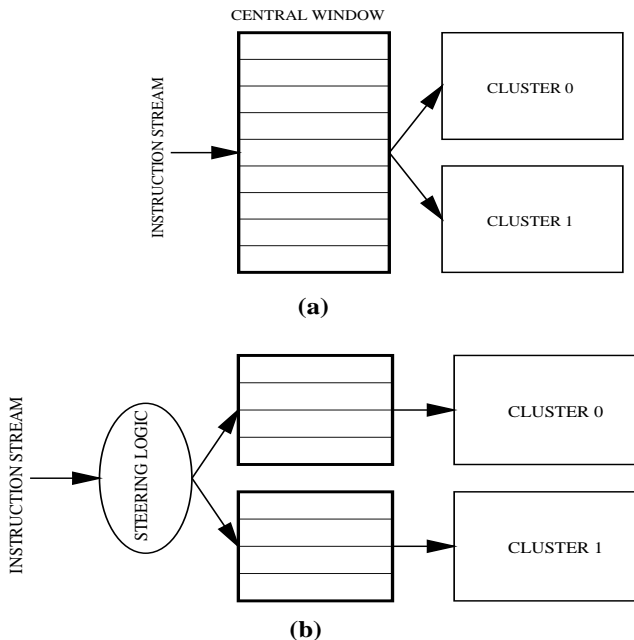 CENTRAL WINDOW
INSTRUCTION STREAM
CLUSTER 0
CLUSTER 1
(a)
INSTRUCTION STREAM
STEERING LOGIC
CLUSTER 0
CLUSTER 1
(b)